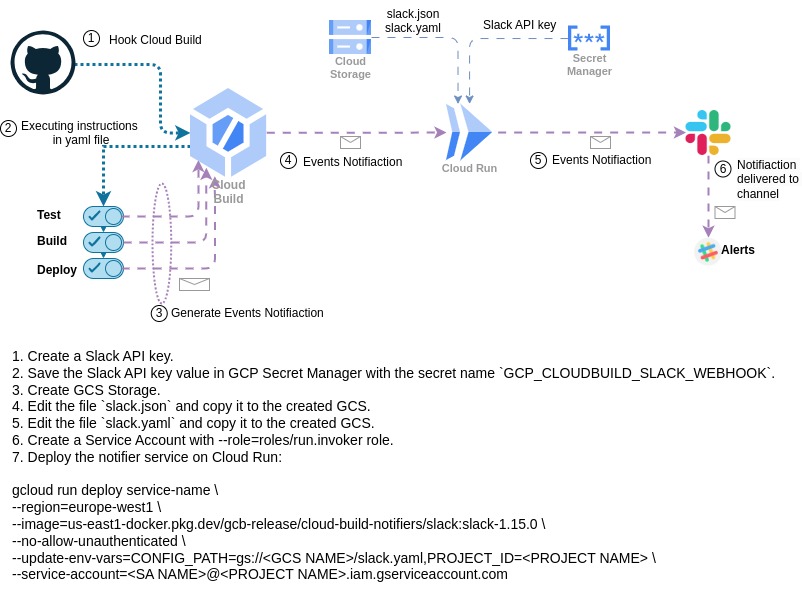 slack.json
slack.yaml
Slack API key
1 Hook Cloud Build
Cloud
Storage
Secret
Manager
***
2 Executing instructions
in yaml file
4 Events Notifiaction
Cloud Run
5 Events Notifiaction
6 Notifiaction
delivered to
channel
Cloud
Build
Test
Build
Deploy
Alerts
3 Generate Events Notifiaction
1. Create a Slack API key.
2. Save the Slack API key value in GCP Secret Manager with the secret name `GCP_CLOUDBUILD_SLACK_WEBHOOK`.
3. Create GCS Storage.
4. Edit the file `slack.json` and copy it to the created GCS.
5. Edit the file `slack.yaml` and copy it to the created GCS.
6. Create a Service Account with --role=roles/run.invoker role.
7. Deploy the notifier service on Cloud Run:
gcloud run deploy service-name \
--region=europe-west1 \
--image=us-east1-docker.pkg.dev/gcb-release/cloud-build-notifiers/slack:slack-1.15.0 \
--no-allow-unauthenticated \
--update-env-vars=CONFIG_PATH=gs://<GCS NAME>/slack.yaml,PROJECT_ID=<PROJECT NAME> \
--service-account=<SA NAME>@<PROJECT NAME>.iam.gserviceaccount.com